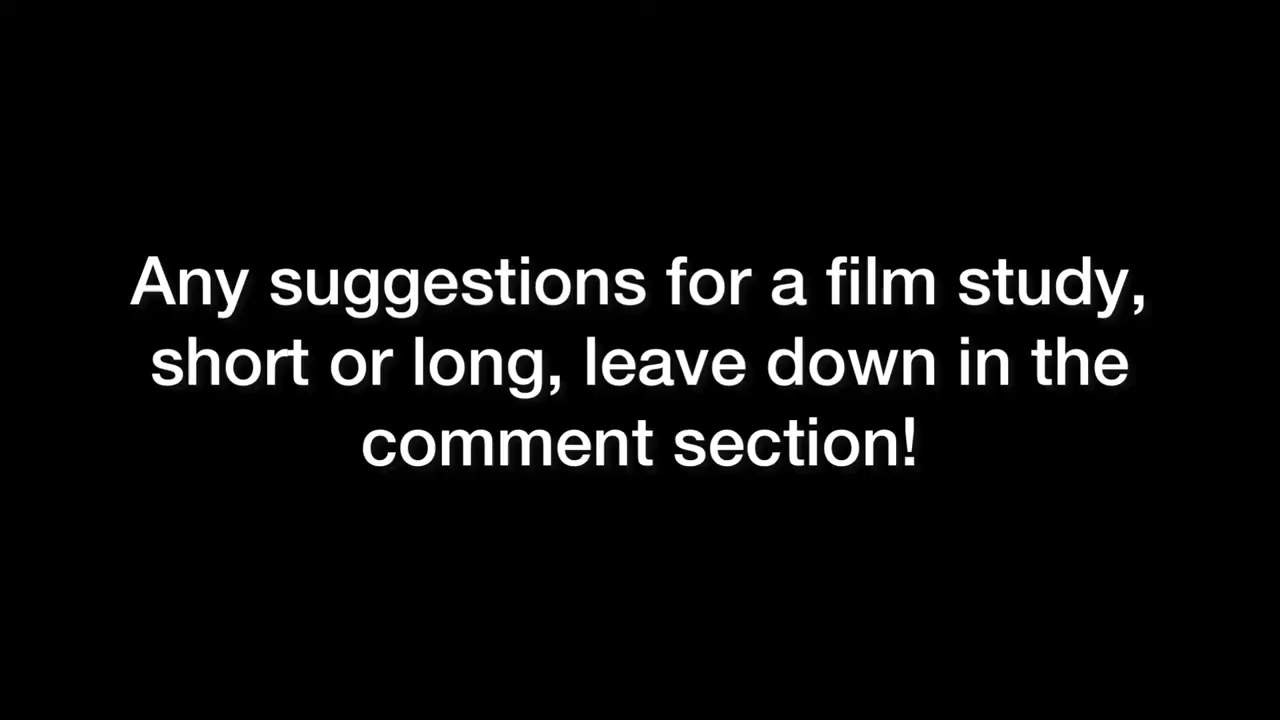 Any suggestions for a film study,
short or long, leave down in the
comment section!